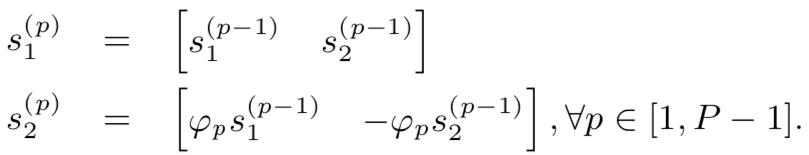 s_1^{(p)} = [s_1^{(p-1)} s_2^{(p-1)}]
s_2^{(p)} = [φ_p s_1^{(p-1)} −φ_p s_2^{(p-1)}], ∀p ∈ [1, P − 1].